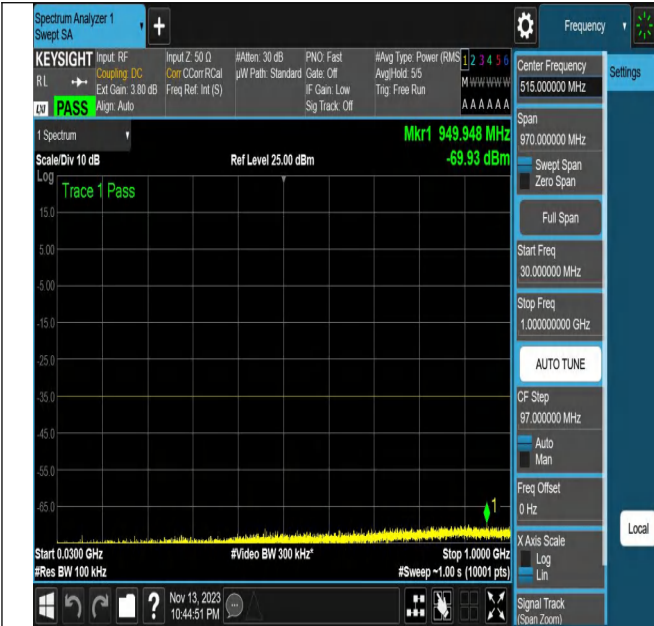 Spectrum Analyzer 1
Swept SA
+
Frequency
KEYSIGHT
RL
LXI
PASS
Input: RF
Coupling: DC
Ext Gain: 3.80 dB
Align: Auto
Input Z: 50 Ω
Corr CCorr RCal
Freq Ref: Int (S)
#Atten: 30 dB
µW Path: Standard
PNO: Fast
Gate: Off
IF Gain: Low
Sig Track: Off
#Avg Type: Power (RMS
Avg|Hold: 5/5
Trig: Free Run
1 2 3 4 5 6
M W W W W W
A A A A A A
1 Spectrum
Scale/Div 10 dB
Ref Level 25.00 dBm
Mkr1 949.948 MHz
-69.93 dBm
Log
Trace 1 Pass
15.0
5.00
-5.00
-15.0
-25.0
-35.0
-45.0
-55.0
-65.0
1
Start 0.0300 GHz
#Video BW 300 kHz*
Stop 1.0000 GHz
#Res BW 100 kHz
#Sweep ~1.00 s (10001 pts)
?
Nov 13, 2023
10:44:51 PM
Center Frequency
515.000000 MHz
Settings
Span
970.000000 MHz
Swept Span
Zero Span
Full Span
Start Freq
30.000000 MHz
Stop Freq
1.000000000 GHz
AUTO TUNE
CF Step
97.000000 MHz
Auto
Man
Freq Offset
0 Hz
Local
X Axis Scale
Log
Lin
Signal Track
(Span Zoom)